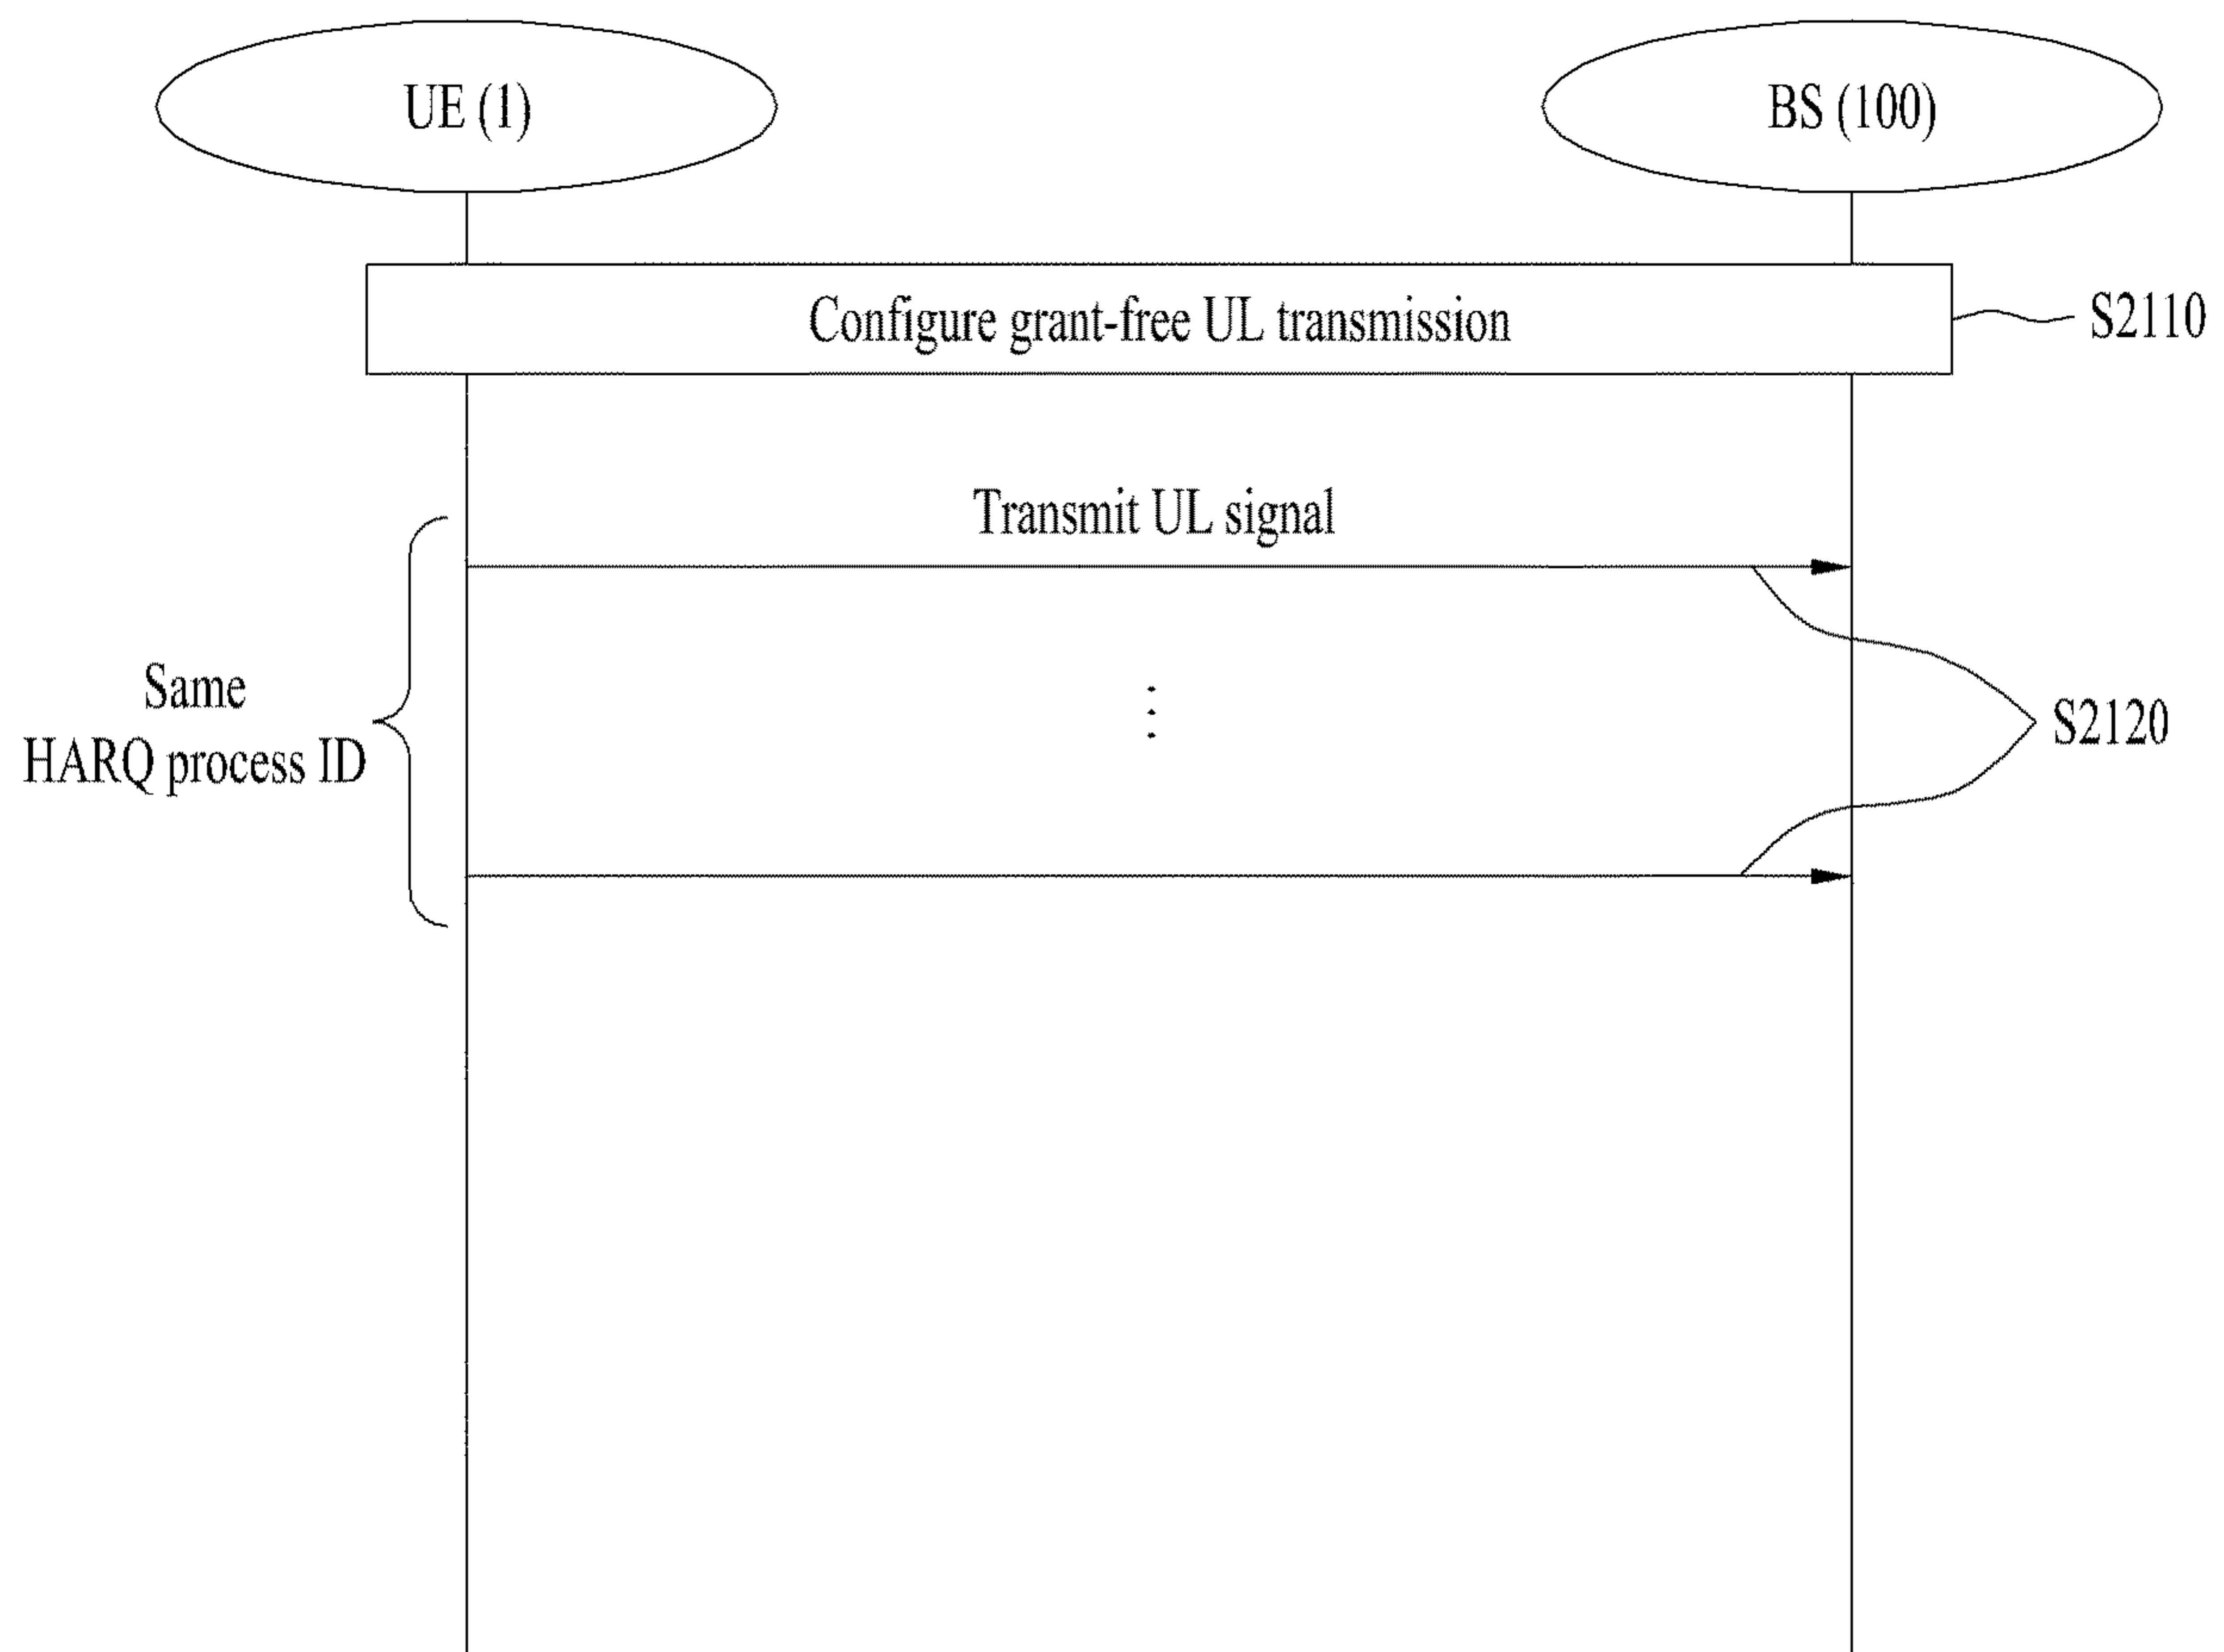 UE (1)
BS (100)
Configure grant-free UL transmission
S2110
Transmit UL signal
Same
HARQ process ID
S2120